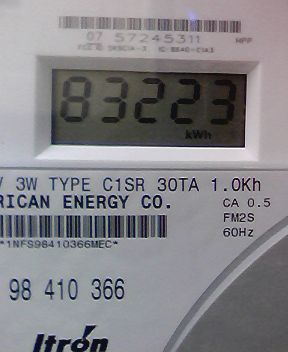 07 57245311
83223
kWh
V 3W TYPE C1SR 30TA 1.0Kh
RICAN ENERGY CO.
CA 0.5
FM2S
60Hz
*1NFS98410366MEC*
98 410 366
Itron